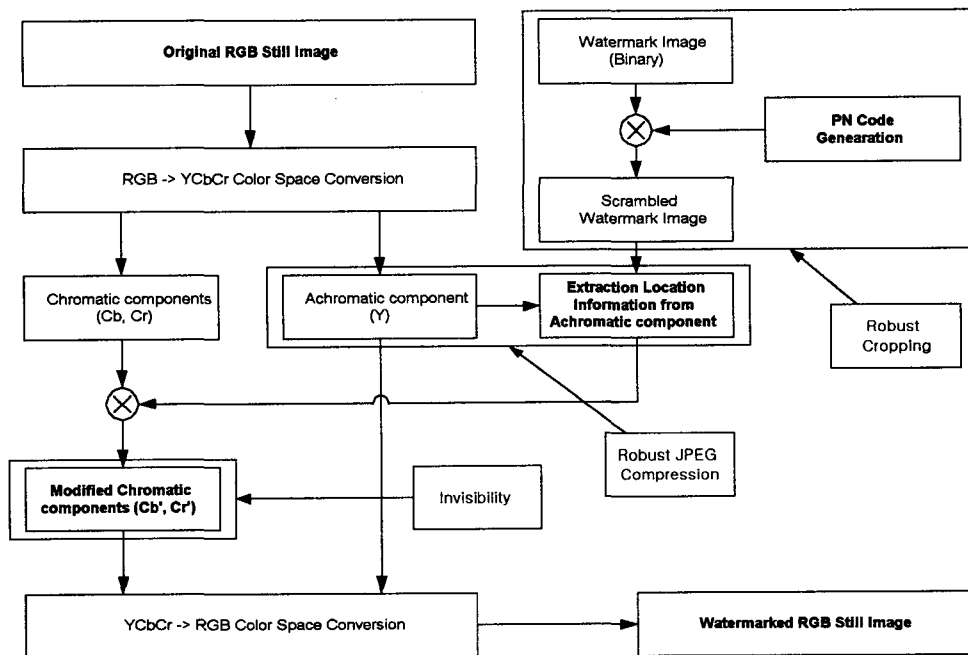 Original RGB Still Image
Watermark Image
(Binary)
PN Code
Genearation
RGB -> YCbCr Color Space Conversion
Scrambled
Watermark Image
Chromatic components
(Cb, Cr)
Achromatic component
(Y)
Extraction Location
Information from
Achromatic component
Robust
Cropping
Robust JPEG
Compression
Modified Chromatic
components (Cb', Cr')
Invisibility
YCbCr -> RGB Color Space Conversion
Watermarked RGB Still Image